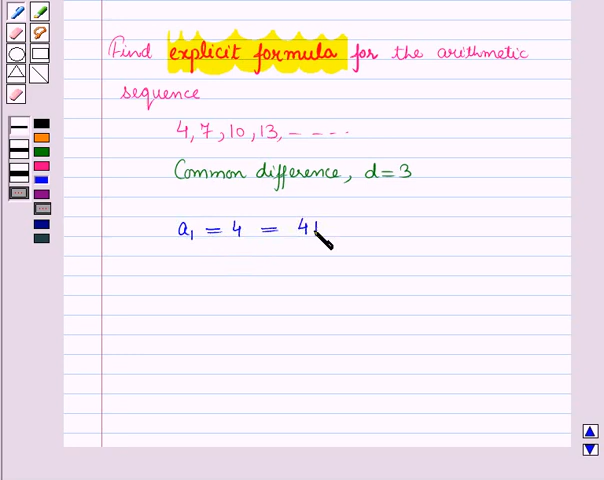 Find explicit formula for the arithmetic
sequence
4, 7, 10, 13, - - - -
Common difference, d = 3
a₁ = 4 = 4